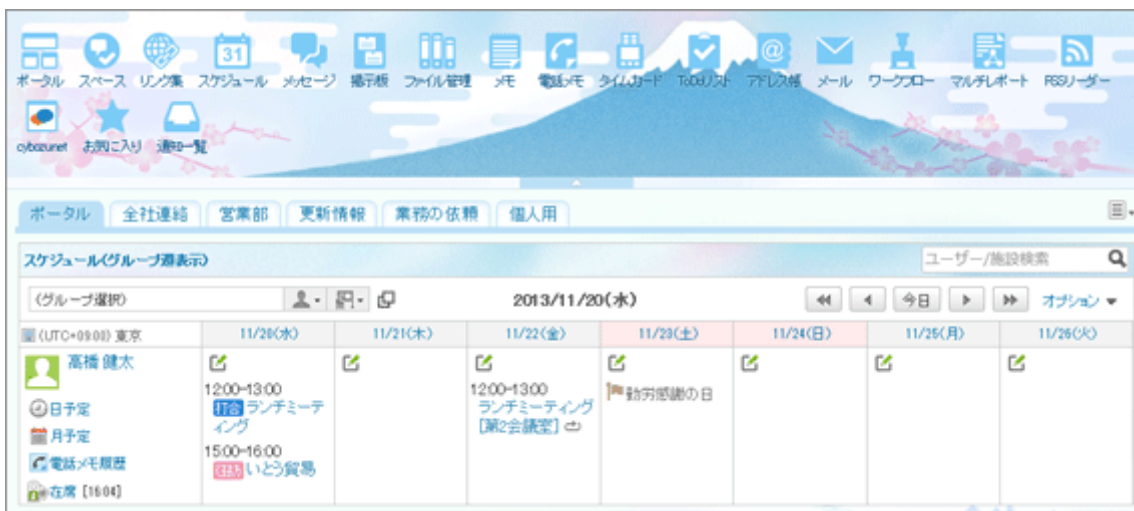 ポータル スペース リンク集 スケジュール メッセージ 掲示板 ファイル管理 メモ 電話メモ タイムカード ToDoリスト アドレス帳 メール ワークフロー マルチレポート RSSリーダー
31
cybozunet お気に入り 通知一覧
ポータル 全社連絡 営業部 更新情報 業務の依頼 個人用
スケジュール(グループ週表示) ユーザー/施設検索
(グループ選択) 2013/11/20(水) 今日 オプション
(UTC+09:00) 東京 11/20(水) 11/21(木) 11/22(金) 11/23(土) 11/24(日) 11/25(月) 11/26(火)
高橋 健太
日予定
月予定
電話メモ履歴
在席 [16:04]
12:00-13:00
打合 ランチミーテ
ィング
15:00-16:00
往訪 いとう貿易
12:00-13:00
ランチミーティング
[第2会議室]
勤労感謝の日